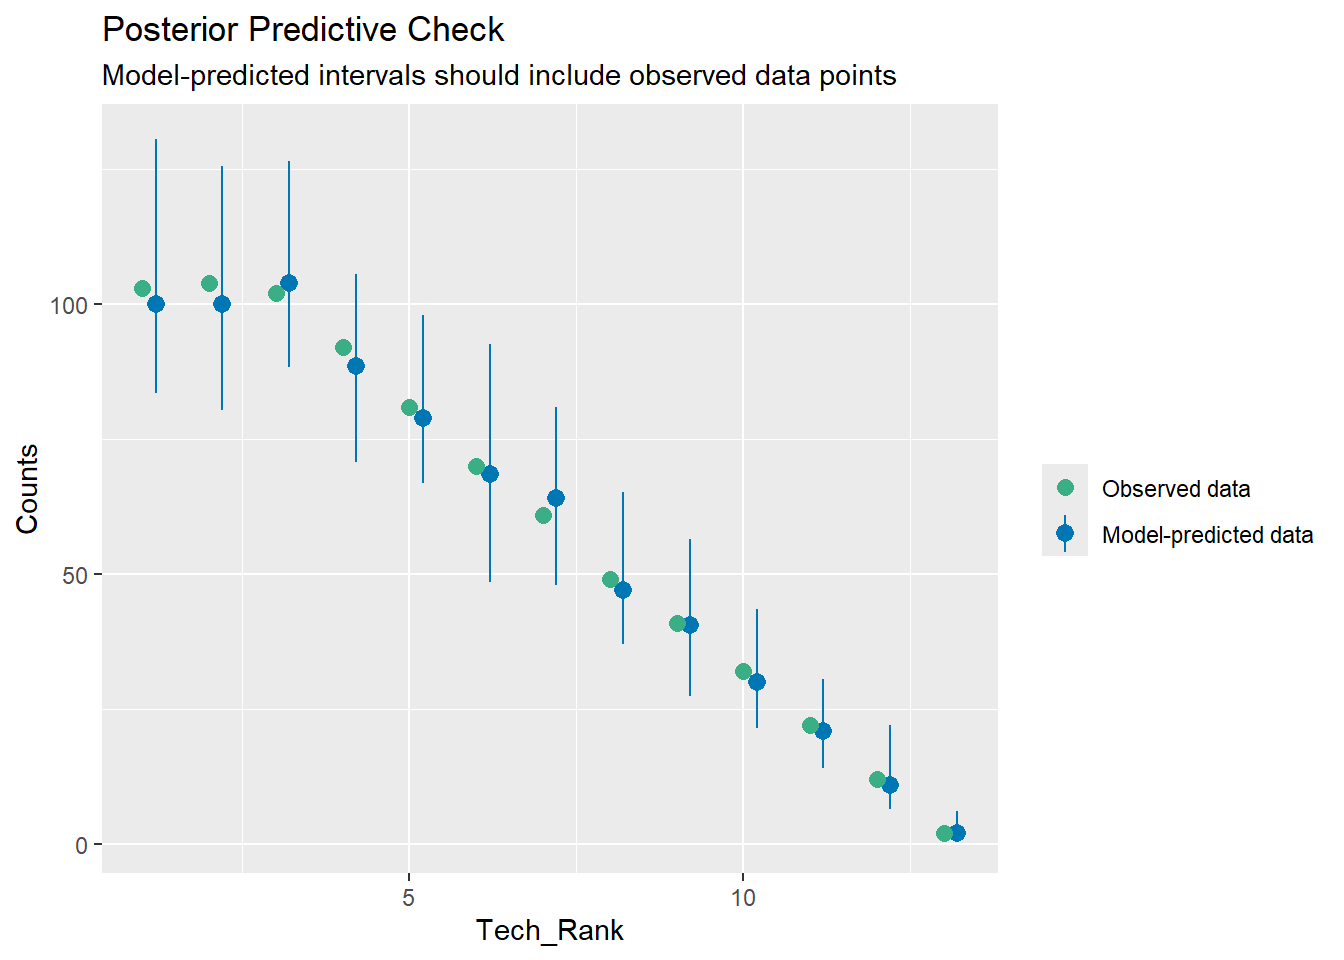 Posterior Predictive Check
Model-predicted intervals should include observed data points
100
50
0
Counts
5
10
Tech_Rank
Observed data
Model-predicted data